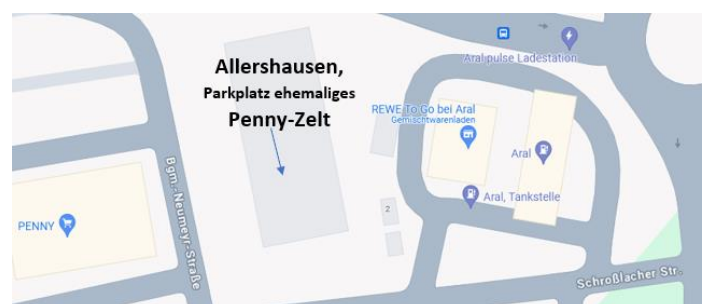 Allershausen,
Parkplatz ehemaliges
Penny-Zelt
Aral pulse Ladestation
REWE To Go bei Aral
Gemischtwarenladen
Aral
Aral, Tankstelle
2
PENNY
Bgm.-Neumeyr-Straße
Schroßlacher Str.